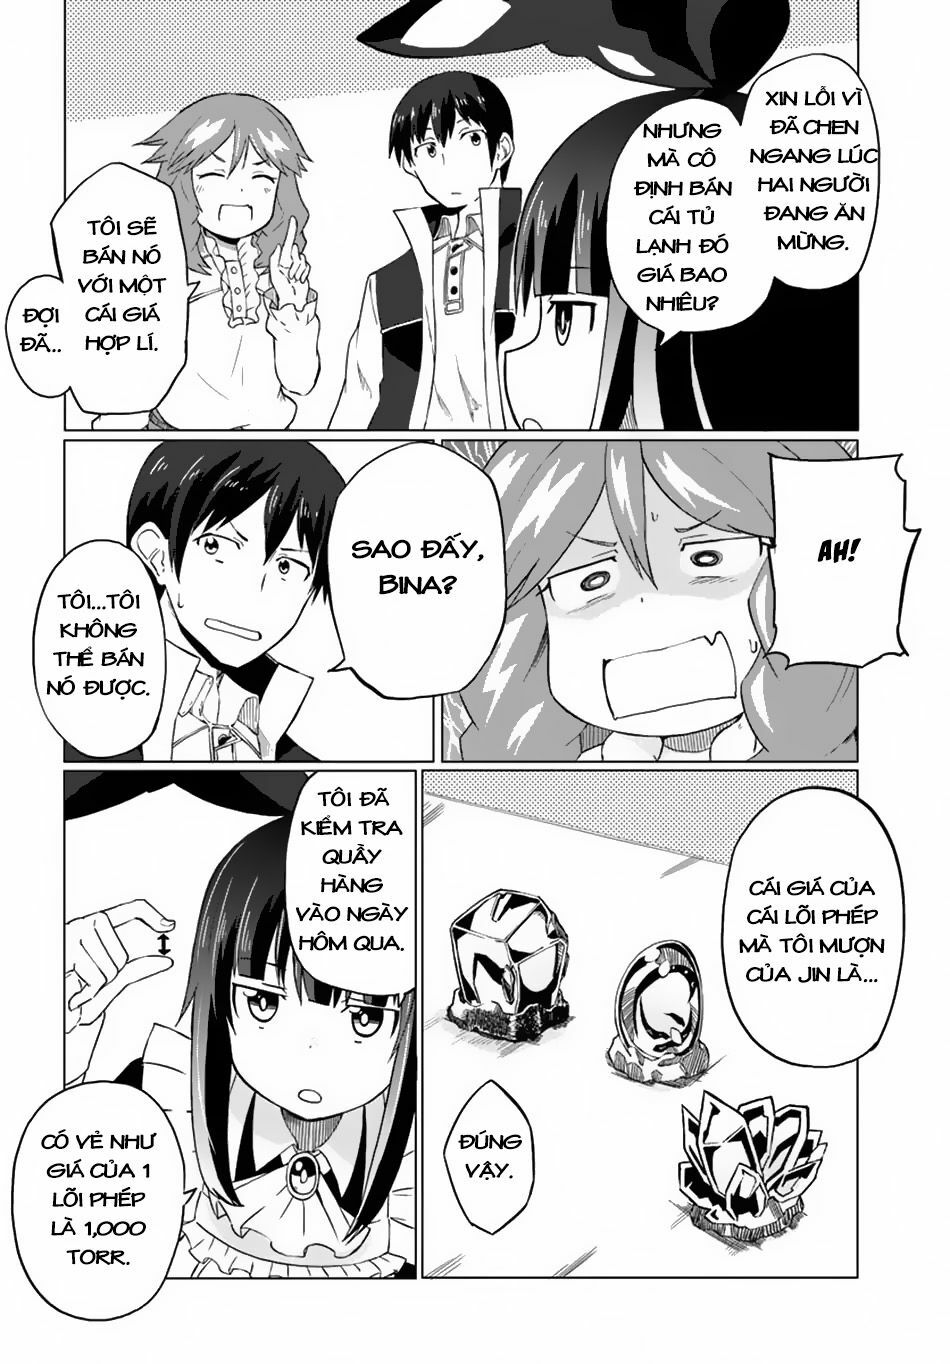 XIN LỖI VÌ
ĐÃ CHEN
NGANG LÚC
HAI NGƯỜI
ĐANG ĂN
MỪNG.
NHƯNG
MÀ CÔ
ĐỊNH BÁN
CÁI TỦ
LẠNH ĐÓ
GIÁ BAO
NHIÊU?
TÔI SẼ
BÁN NÓ
VỚI MỘT
CÁI GIÁ
HỢP LÍ.
ĐỢI
ĐÃ..
AH!
SAO ĐẤY,
BINA?
TÔI...TÔI
KHÔNG
THỂ BÁN
NÓ ĐƯỢC.
CÁI GIÁ CỦA
CÁI LÕI PHÉP
MÀ TÔI MƯỢN
CỦA JIN LÀ...
ĐÚNG
VẬY.
TÔI ĐÃ
KIỂM TRA
QUẦY
HÀNG
VÀO NGÀY
HÔM QUA.
CÓ VẺ NHƯ
GIÁ CỦA 1
LÕI PHÉP
LÀ 1,000
TORR.